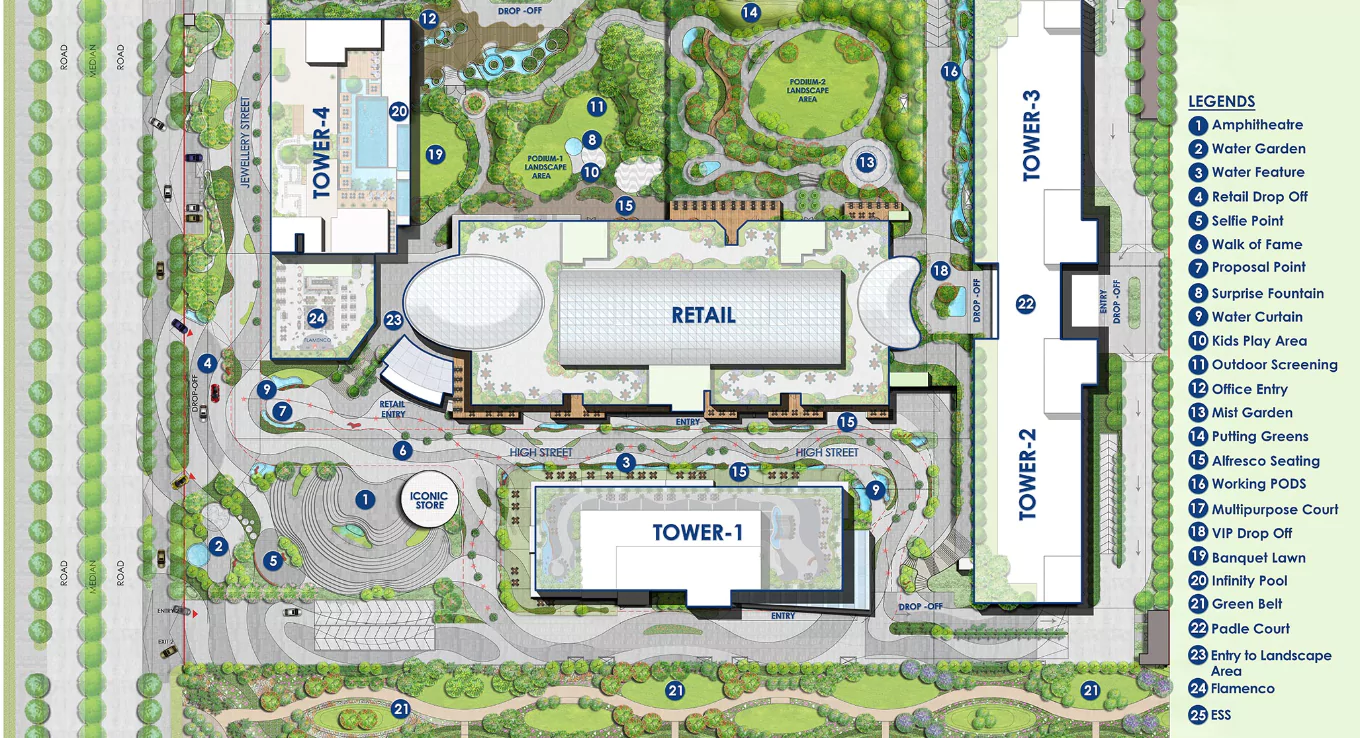 12
DROP -OFF
14
ROAD
MEDIAN
ROAD
16
PODIUM-2
LANDSCAPE
AREA
TOWER-3
20
11
JEWELLERY STREET
TOWER-4
8
19
PODIUM-1
LANDSCAPE
AREA
10
13
15
18
DROP -OFF
22
ENTRY
DROP -OFF
RETAIL
24
FLAMENCO
23
4
DROP-OFF
9
7
RETAIL
ENTRY
ENTRY
15
6
HIGH STREET
HIGH STREET
3
15
9
TOWER-2
1
ICONIC
STORE
TOWER-1
2
5
ROAD
MEDIAN
ROAD
ENTRY
ENTRY
DROP -OFF
EXIT-2
21
21
21
LEGENDS
1 Amphitheatre
2 Water Garden
3 Water Feature
4 Retail Drop Off
5 Selfie Point
6 Walk of Fame
7 Proposal Point
8 Surprise Fountain
9 Water Curtain
10 Kids Play Area
11 Outdoor Screening
12 Office Entry
13 Mist Garden
14 Putting Greens
15 Alfresco Seating
16 Working PODS
17 Multipurpose Court
18 VIP Drop Off
19 Banquet Lawn
20 Infinity Pool
21 Green Belt
22 Padle Court
23 Entry to Landscape
Area
24 Flamenco
25 ESS